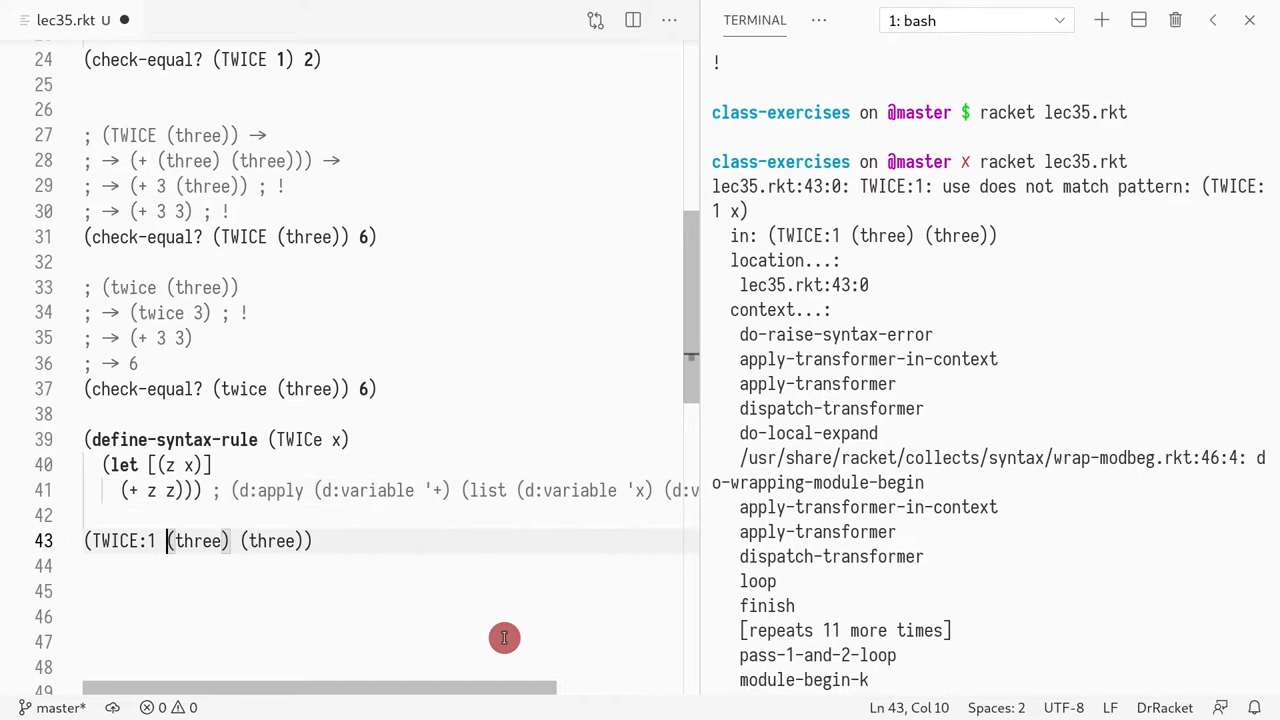 lec35.rkt U
24 (check-equal? (TWICE 1) 2)
25
26
27 ; (TWICE (three)) →
28 ; → (+ (three) (three))) →
29 ; → (+ 3 (three)) ; !
30 ; → (+ 3 3) ; !
31 (check-equal? (TWICE (three)) 6)
32
33 ; (twice (three))
34 ; → (twice 3) ; !
35 ; → (+ 3 3)
36 ; → 6
37 (check-equal? (twice (three)) 6)
38
39 (define-syntax-rule (TWICe x)
40 (let [(z x)]
41 (+ z z))) ; (d:apply (d:variable '+) (list (d:variable 'x) (d:v
42
43 (TWICE:1 (three) (three))
44
45
46
47
48
TERMINAL
1: bash
!
class-exercises on @master $ racket lec35.rkt
class-exercises on @master ✗ racket lec35.rkt
lec35.rkt:43:0: TWICE:1: use does not match pattern: (TWICE:
1 x)
in: (TWICE:1 (three) (three))
location...:
lec35.rkt:43:0
context...:
do-raise-syntax-error
apply-transformer-in-context
apply-transformer
dispatch-transformer
do-local-expand
/usr/share/racket/collects/syntax/wrap-modbeg.rkt:46:4: d
o-wrapping-module-begin
apply-transformer-in-context
apply-transformer
dispatch-transformer
loop
finish
[repeats 11 more times]
pass-1-and-2-loop
module-begin-k
master* 0 0 Ln 43, Col 10 Spaces: 2 UTF-8 LF DrRacket